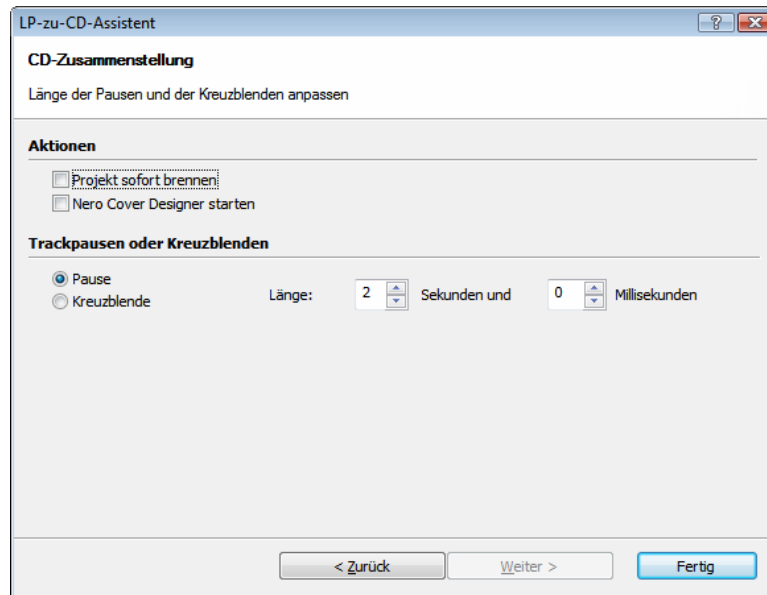 LP-zu-CD-Assistent
?
CD-Zusammenstellung
Länge der Pausen und der Kreuzblenden anpassen
Aktionen
Projekt sofort brennen
Nero Cover Designer starten
Trackpausen oder Kreuzblenden
Pause
Kreuzblende
Länge: 2 Sekunden und 0 Millisekunden
< Zurück Weiter > Fertig